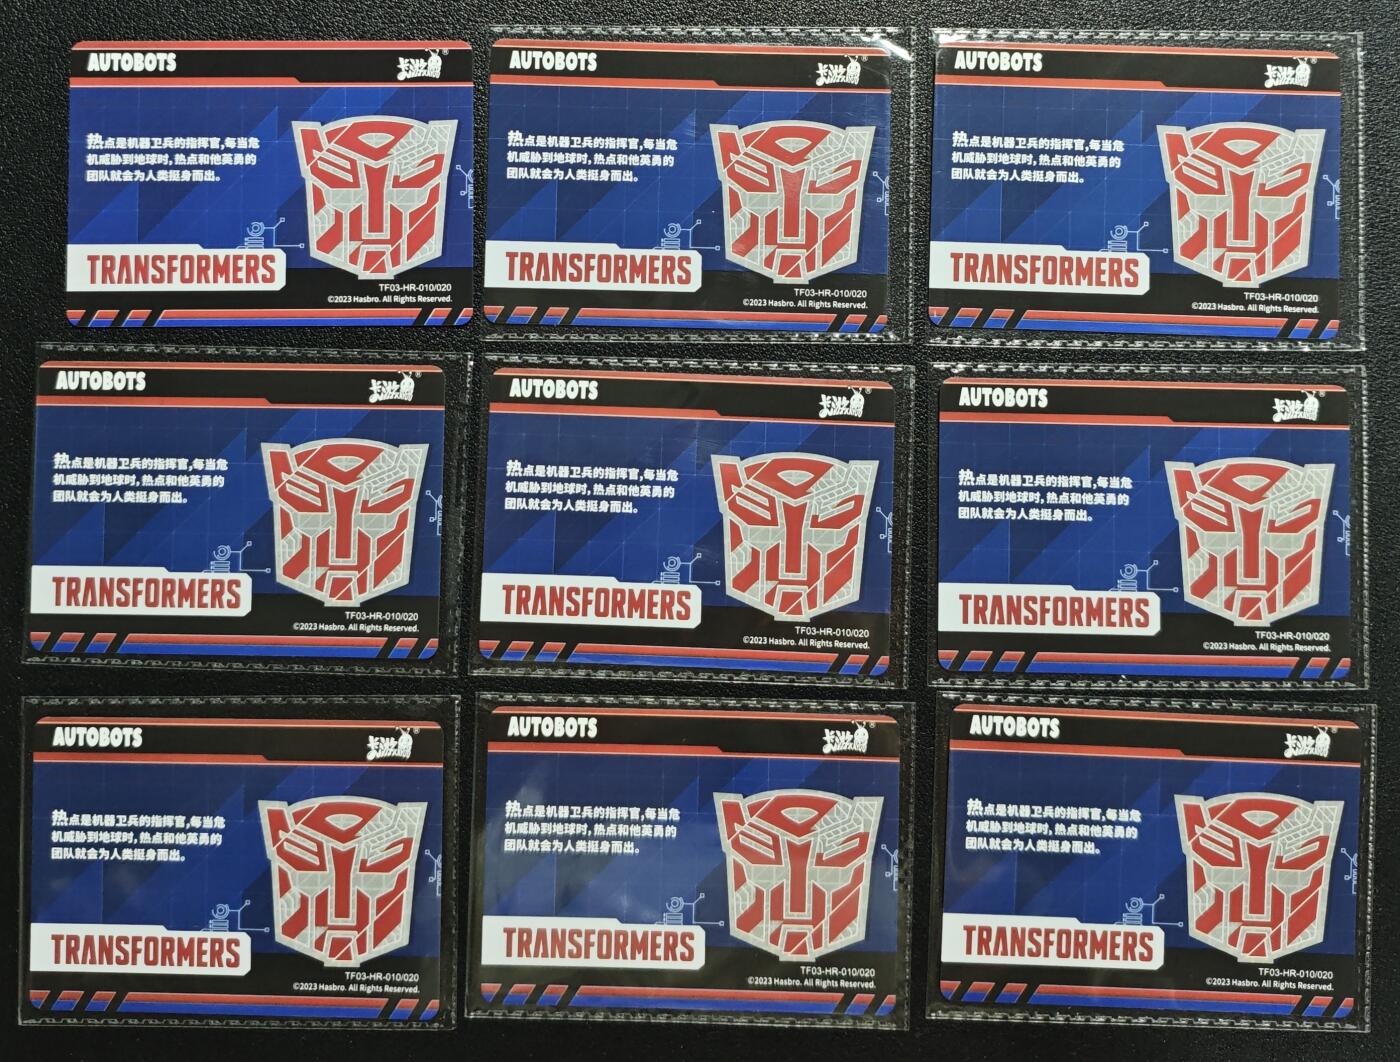 AUTOBOTS
卡游
热点是机器卫兵的指挥官,每当危
机威胁到地球时,热点和他英勇的
团队就会为人类挺身而出。
TRANSFORMERS
TF03-HR-010/020
©2023 Hasbro. All Rights Reserved.
AUTOBOTS
卡游
热点是机器卫兵的指挥官,每当危
机威胁到地球时,热点和他英勇的
团队就会为人类挺身而出。
TRANSFORMERS
TF03-HR-010/020
©2023 Hasbro. All Rights Reserved.
AUTOBOTS
卡游
热点是机器卫兵的指挥官,每当危
机威胁到地球时,热点和他英勇的
团队就会为人类挺身而出。
TRANSFORMERS
TF03-HR-010/020
©2023 Hasbro. All Rights Reserved.
AUTOBOTS
卡游
热点是机器卫兵的指挥官,每当危
机威胁到地球时,热点和他英勇的
团队就会为人类挺身而出。
TRANSFORMERS
TF03-HR-010/020
©2023 Hasbro. All Rights Reserved.
AUTOBOTS
卡游
热点是机器卫兵的指挥官,每当危
机威胁到地球时,热点和他英勇的
团队就会为人类挺身而出。
TRANSFORMERS
TF03-HR-010/020
©2023 Hasbro. All Rights Reserved.
AUTOBOTS
卡游
热点是机器卫兵的指挥官,每当危
机威胁到地球时,热点和他英勇的
团队就会为人类挺身而出。
TRANSFORMERS
TF03-HR-010/020
©2023 Hasbro. All Rights Reserved.
AUTOBOTS
卡游
热点是机器卫兵的指挥官,每当危
机威胁到地球时,热点和他英勇的
团队就会为人类挺身而出。
TRANSFORMERS
TF03-HR-010/020
©2023 Hasbro. All Rights Reserved.
AUTOBOTS
卡游
热点是机器卫兵的指挥官,每当危
机威胁到地球时,热点和他英勇的
团队就会为人类挺身而出。
TRANSFORMERS
TF03-HR-010/020
©2023 Hasbro. All Rights Reserved.
AUTOBOTS
卡游
热点是机器卫兵的指挥官,每当危
机威胁到地球时,热点和他英勇的
团队就会为人类挺身而出。
TRANSFORMERS
TF03-HR-010/020
©2023 Hasbro. All Rights Reserved.